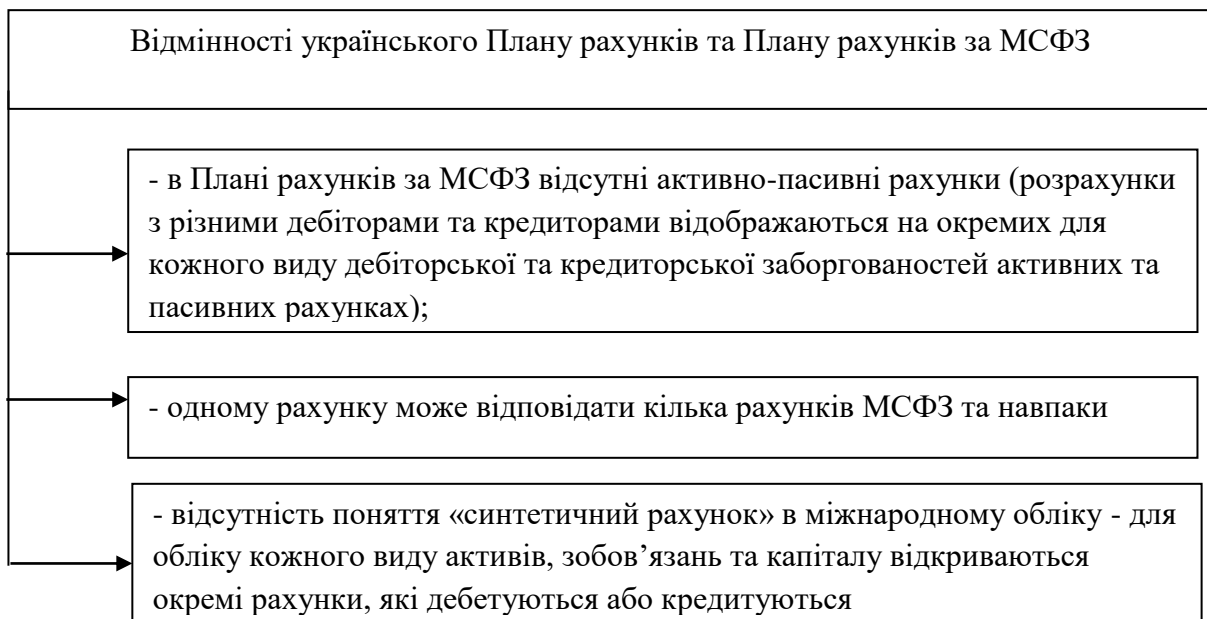 Відмінності українського Плану рахунків та Плану рахунків за МСФЗ
- в Плані рахунків за МСФЗ відсутні активно-пасивні рахунки (розрахунки
з різними дебіторами та кредиторами відображаються на окремих для
кожного виду дебіторської та кредиторської заборгованостей активних та
пасивних рахунках);
- одному рахунку може відповідати кілька рахунків МСФЗ та навпаки
- відсутність поняття «синтетичний рахунок» в міжнародному обліку - для
обліку кожного виду активів, зобов’язань та капіталу відкриваються
окремі рахунки, які дебетуються або кредитуються